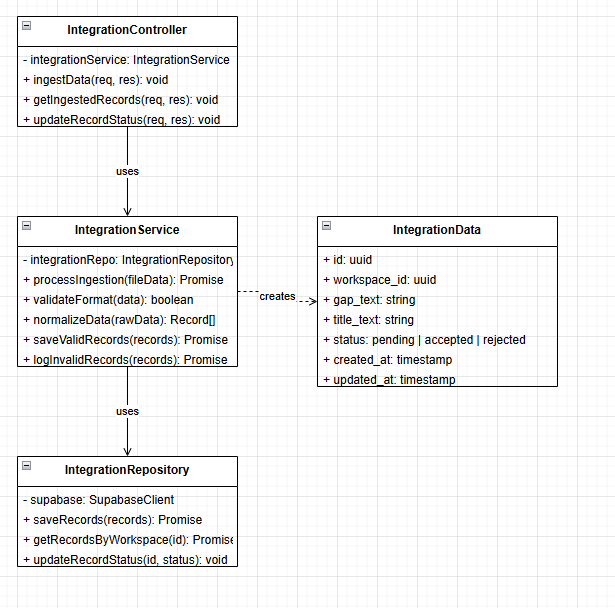 IntegrationController
- integrationService: IntegrationService
+ ingestData(req, res): void
+ getIngestedRecords(req, res): void
+ updateRecordStatus(req, res): void
uses
IntegrationService
- integrationRepo: IntegrationRepository
+ processIngestion(fileData): Promise
+ validateFormat(data): boolean
+ normalizeData(rawData): Record[]
+ saveValidRecords(records): Promise
+ logInvalidRecords(records): Promise
creates
IntegrationData
+ id: uuid
+ workspace_id: uuid
+ gap_text: string
+ title_text: string
+ status: pending | accepted | rejected
+ created_at: timestamp
+ updated_at: timestamp
uses
IntegrationRepository
- supabase: SupabaseClient
+ saveRecords(records): Promise
+ getRecordsByWorkspace(id): Promise
+ updateRecordStatus(id, status): void